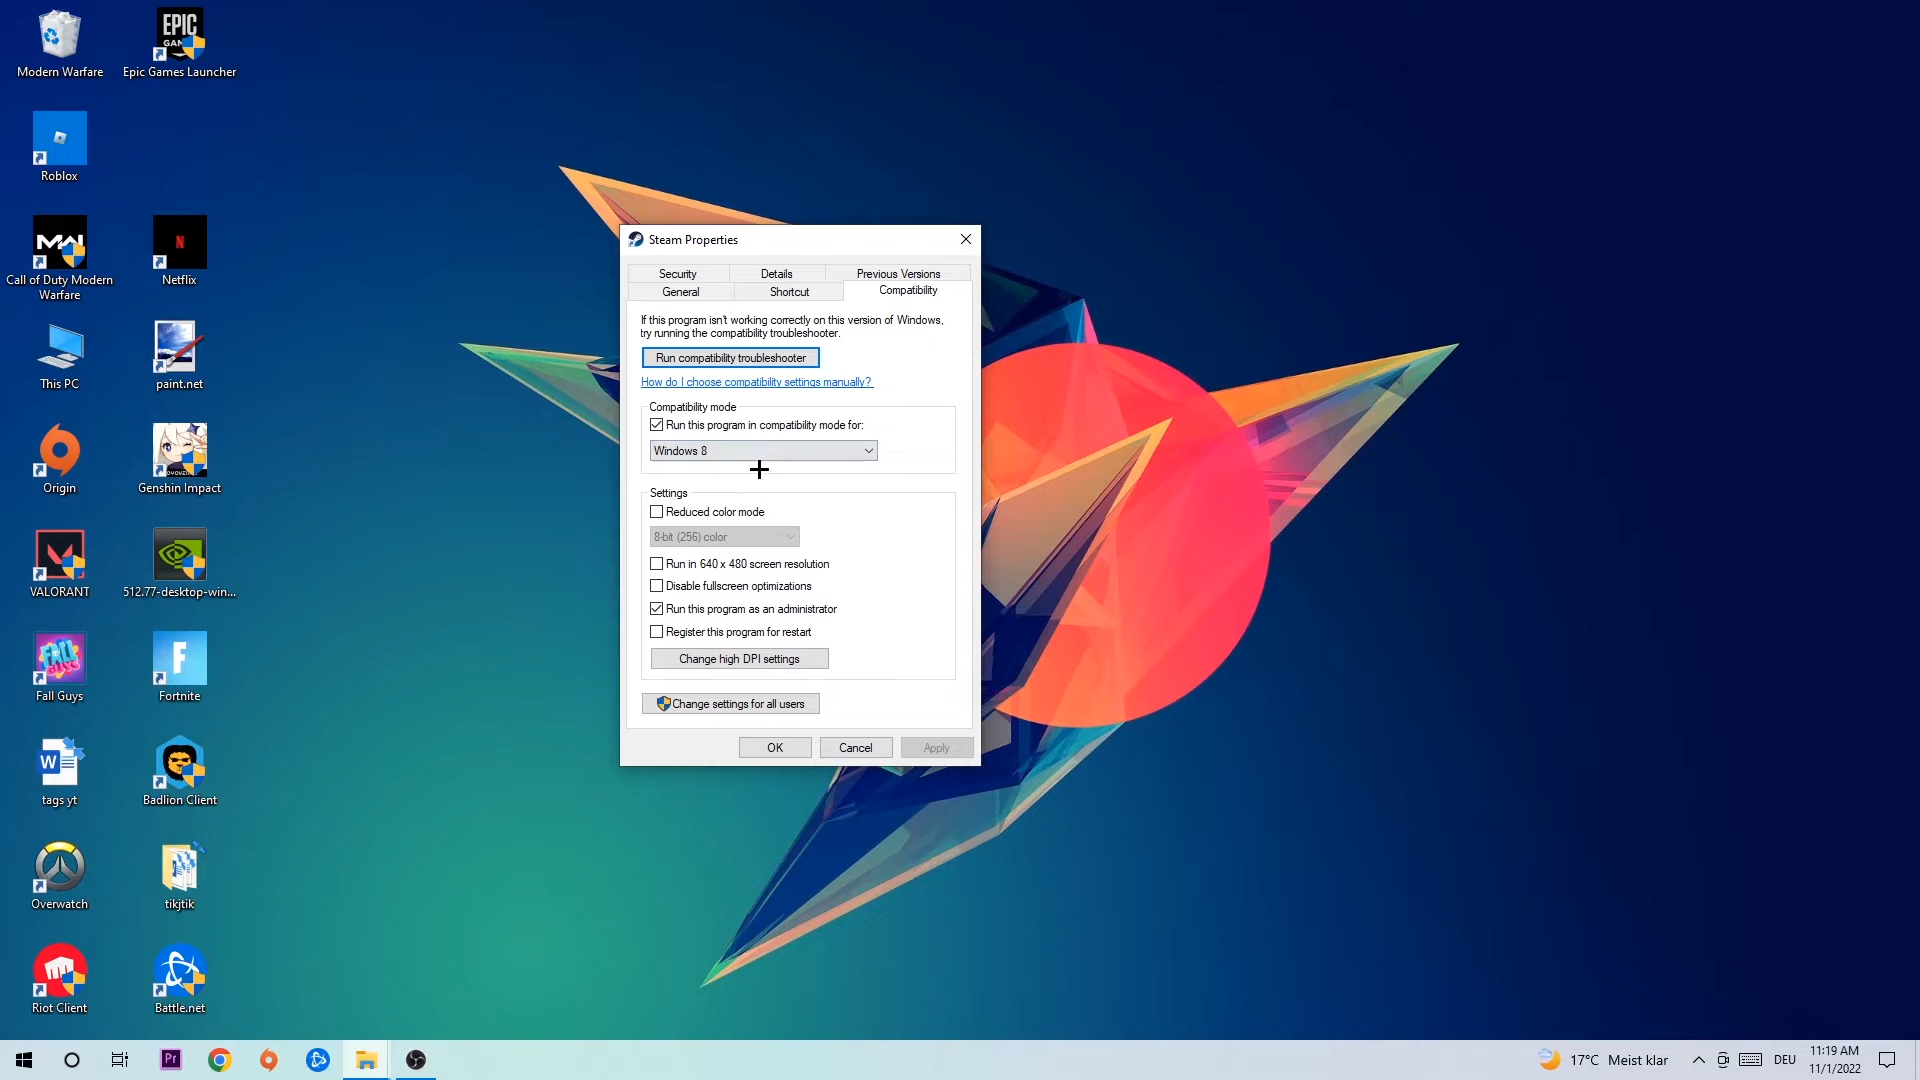 Modern Warfare
EPIC
GAMES
Epic Games Launcher
Roblox
MW
Call of Duty Modern
Warfare
N
Netflix
This PC
paint.net
Origin
Genshin Impact
VALORANT
512.77-desktop-win...
FALL
GUYS
Fall Guys
F
Fortnite
W
tags yt
Badlion Client
Overwatch
tikjtik
Riot Client
Battle.net
Steam Properties
Security
Details
Previous Versions
General
Shortcut
Compatibility
If this program isn't working correctly on this version of Windows,
try running the compatibility troubleshooter.
Run compatibility troubleshooter
How do I choose compatibility settings manually?
Compatibility mode
Run this program in compatibility mode for:
Windows 8
Settings
Reduced color mode
8-bit (256) color
Run in 640 x 480 screen resolution
Disable fullscreen optimizations
Run this program as an administrator
Register this program for restart
Change high DPI settings
Change settings for all users
OK
Cancel
Apply
Pr
17°C Meist klar
DEU
11:19 AM
11/1/2022